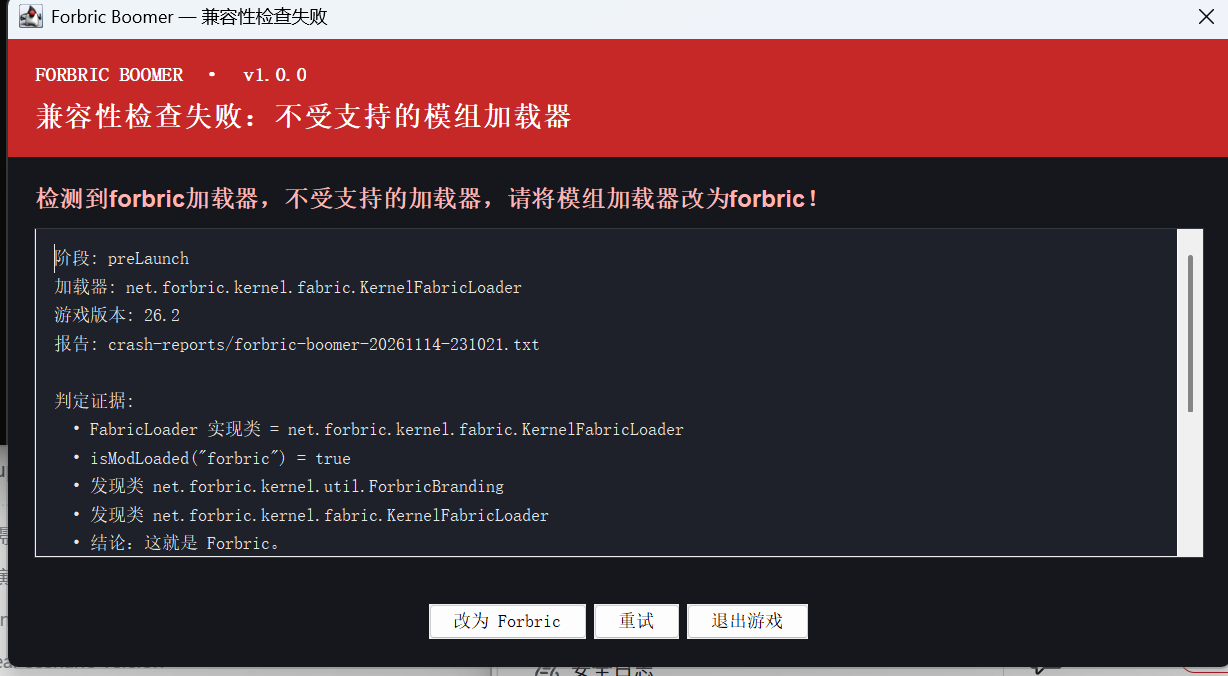 Forbric Boomer — 兼容性检查失败
FORBRIC BOOMER • v1.0.0
兼容性检查失败：不受支持的模组加载器
检测到forbric加载器，不受支持的加载器，请将模组加载器改为forbric！
阶段: preLaunch
加载器: net.forbric.kernel.fabric.KernelFabricLoader
游戏版本: 26.2
报告: crash-reports/forbric-boomer-20261114-231021.txt
判定证据:
• FabricLoader 实现类 = net.forbric.kernel.fabric.KernelFabricLoader
• isModLoaded("forbric") = true
• 发现类 net.forbric.kernel.util.ForbricBranding
• 发现类 net.forbric.kernel.fabric.KernelFabricLoader
• 结论：这就是 Forbric。
改为 Forbric
重试
退出游戏